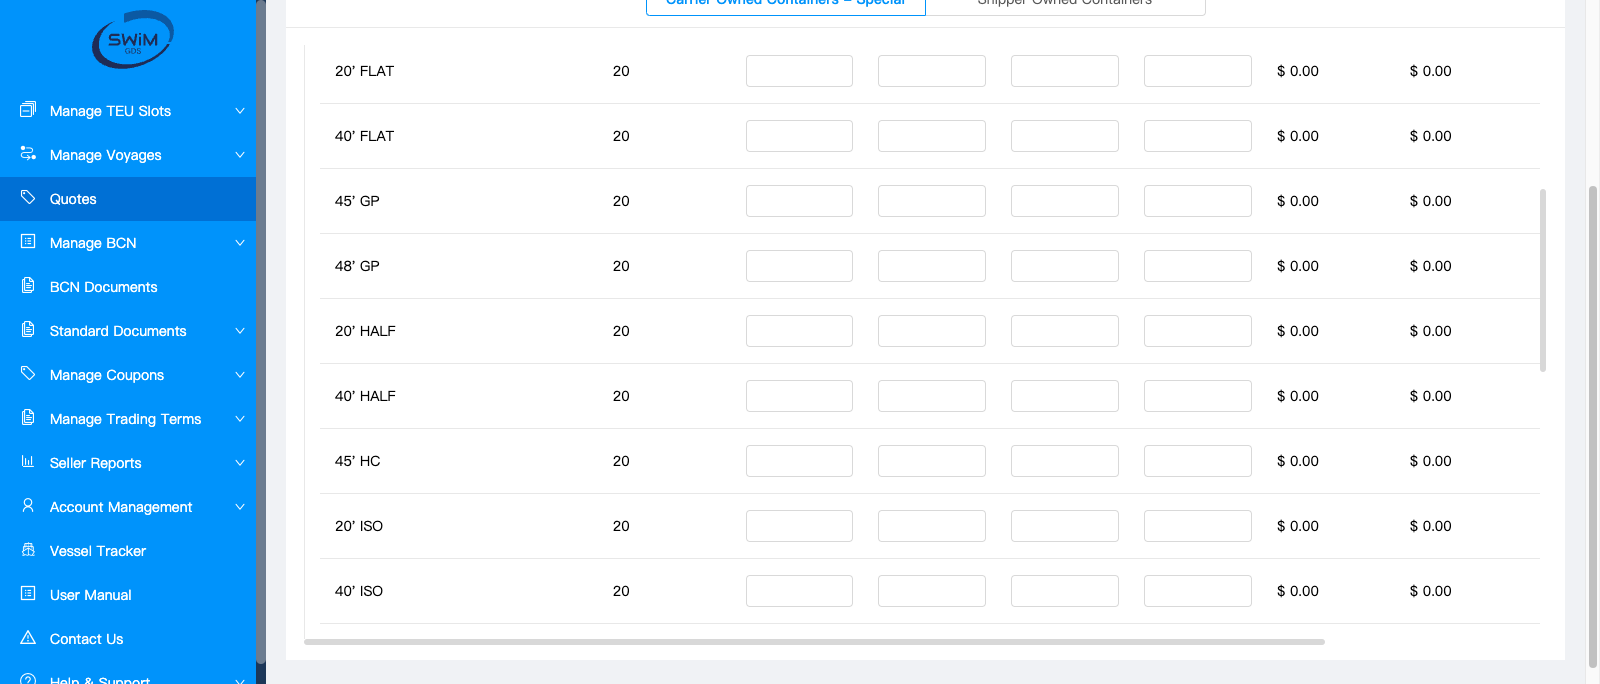 Carrier Owned Containers - Special
Shipper Owned Containers
SWiM
GDS
Manage TEU Slots
Manage Voyages
Quotes
Manage BCN
BCN Documents
Standard Documents
Manage Coupons
Manage Trading Terms
Seller Reports
Account Management
Vessel Tracker
User Manual
Contact Us
Help & Support
20’ FLAT 20 $ 0.00 $ 0.00
40’ FLAT 20 $ 0.00 $ 0.00
45’ GP 20 $ 0.00 $ 0.00
48’ GP 20 $ 0.00 $ 0.00
20’ HALF 20 $ 0.00 $ 0.00
40’ HALF 20 $ 0.00 $ 0.00
45’ HC 20 $ 0.00 $ 0.00
20’ ISO 20 $ 0.00 $ 0.00
40’ ISO 20 $ 0.00 $ 0.00